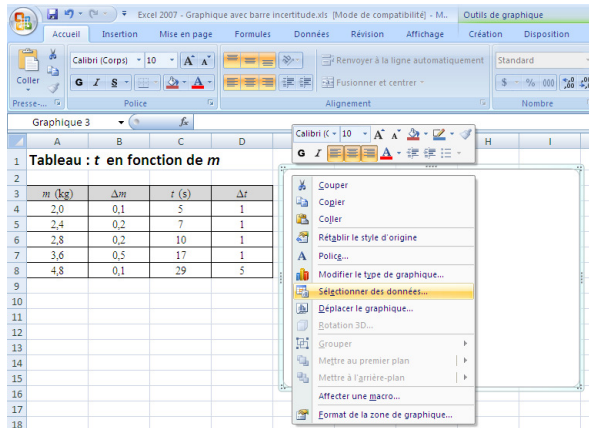 Excel 2007 - Graphique avec barre incertitude.xls [Mode de compatibilité] - M...
Outils de graphique
Accueil Insertion Mise en page Formules Données Révision Affichage Création Disposition
Coller
Calibri (Corps) 10 A A
Renvoyer à la ligne automatiquement
Standard
G I S A
Fusionner et centrer
$ % 000
Presse-... Police Alignement Nombre
Graphique 3 fx
Calibri (C 10 A A
G I A
A B C D H I
1 Tableau : t en fonction de m
2
3 m (kg) Δm t (s) Δt
4 2,0 0,1 5 1
5 2,4 0,2 7 1
6 2,8 0,2 10 1
7 3,6 0,5 17 1
8 4,8 0,1 29 5
9
10
11
12
13
14
15
16
17
18
Couper
Copier
Coller
Rétablir le style d'origine
Police...
Modifier le type de graphique...
Sélectionner des données...
Déplacer le graphique...
Rotation 3D...
Grouper
Mettre au premier plan
Mettre à l'arrière-plan
Affecter une macro...
Format de la zone de graphique...